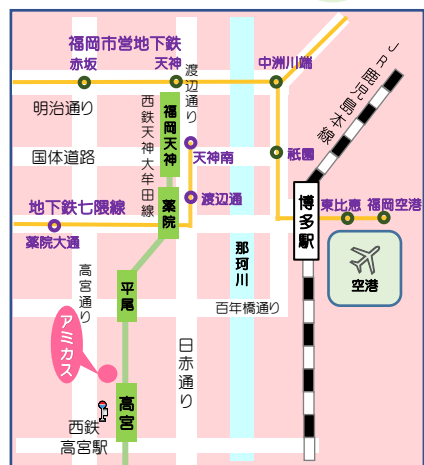 福岡市営地下鉄
赤坂
天神
中洲川端
渡辺通り
JR鹿児島本線
明治通り
西鉄天神大牟田線
福岡天神
国体道路
天神南
祇園
地下鉄七隈線
薬院
渡辺通
博多駅
東比恵
福岡空港
薬院大通
那珂川
高宮通り
平尾
空港
百年橋通り
アミカス
日赤通り
高宮
西鉄
高宮駅